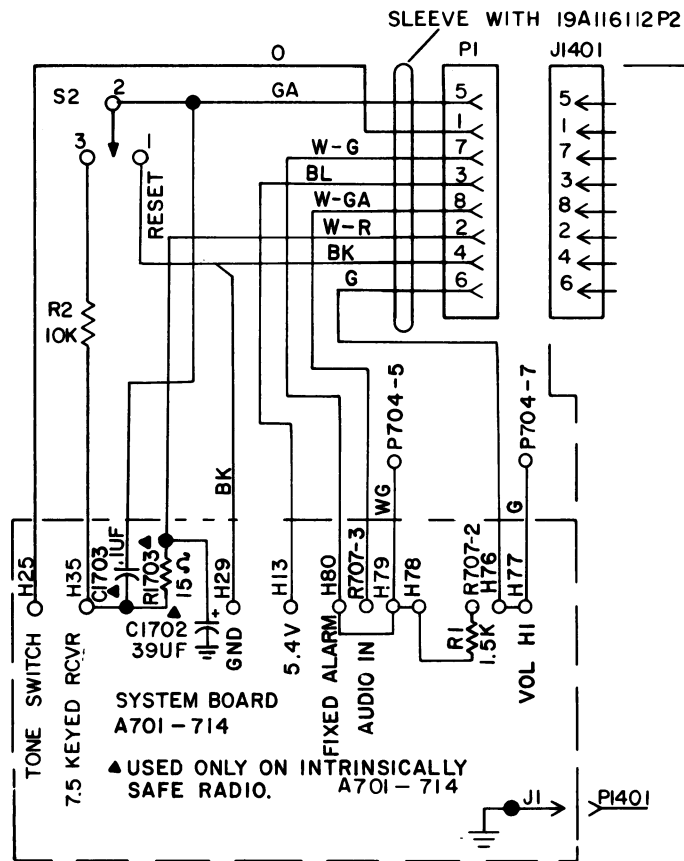 SLEEVE WITH 19A116112P2
P1
J1401
O
GA
S2
2
3
1
RESET
W-G
BL
W-GA
W-R
BK
G
5
1
7
3
8
2
4
6
5
1
7
3
8
2
4
6
R2
10K
BK
P704-5
WG
P704-7
G
H25
H35
C1703
.1UF
R1703
15Ω
H29
H13
H80
R707-3
H79
H78
R707-2
H76
H77
C1702
39UF
+
R1
1.5K
TONE SWITCH
7.5 KEYED RCVR
GND
5.4V
FIXED ALARM
AUDIO IN
VOL HI
SYSTEM BOARD
A701-714
▲ USED ONLY ON INTRINSICALLY
SAFE RADIO.
A701-714
J1
P1401